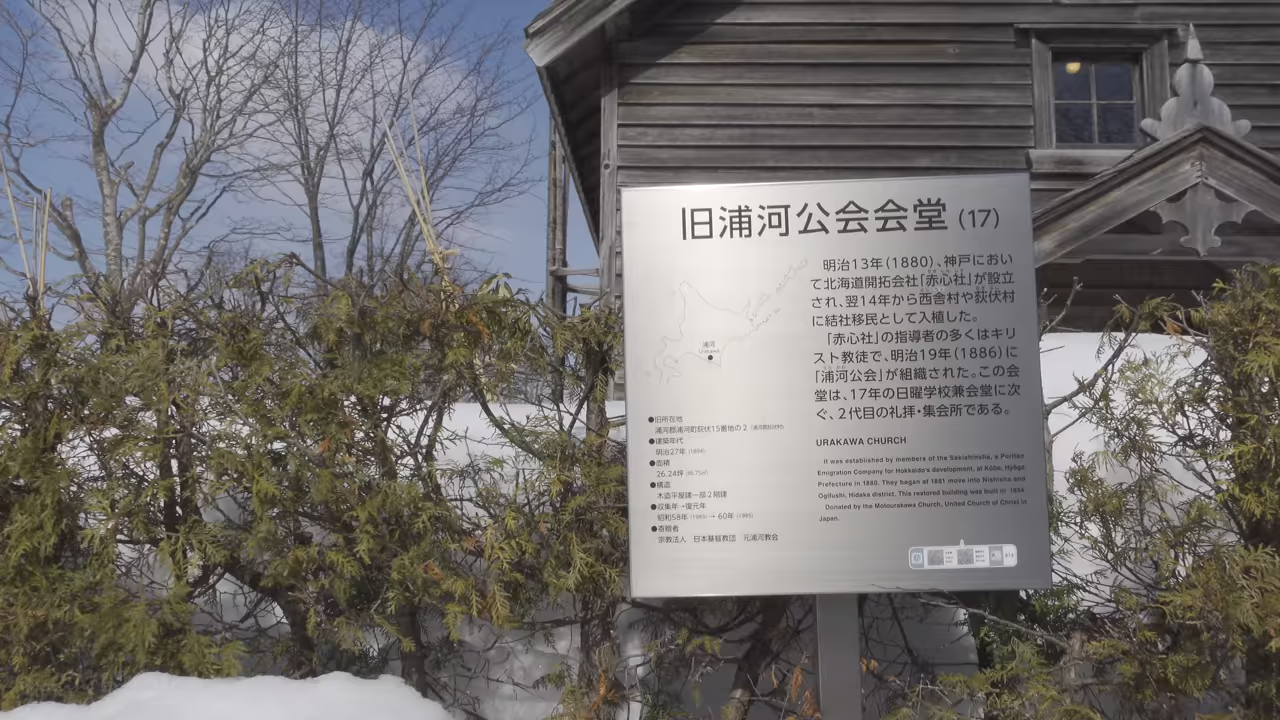 旧浦河公会会堂 (17)
明治13年(1880)、神戸におい
て北海道開拓会社「赤心社」が設立
され、翌14年から西舎村や荻伏村
に結社移民として入植した。
「赤心社」の指導者の多くはキリ
スト教徒で、明治19年(1886)に
「浦河公会」が組織された。この会
堂は、17年の日曜学校兼会堂に次
ぐ、2代目の礼拝・集会所である。
浦河
Urakawa
●旧所在地
浦河郡浦河町荻伏15番地の2
●建築年代
明治27年 (1894)
●面積
26.24坪
●構造
木造平屋建一部2階建
●収集年→復元年
昭和58年 (1983) → 60年 (1985)
●寄贈者
宗教法人 日本基督教団 元浦河教会
URAKAWA CHURCH
It was established by members of the Sekishinsha, a Puritan
Emigration Company for Hokkaido's development, at Kōbe, Hyōgo
Prefecture in 1880. They began at 1881 move into Nishisha and
Ogifushi, Hidaka district. This restored building was built in 1894
Donated by the Motourakawa Church, United Church of Christ in
Japan.